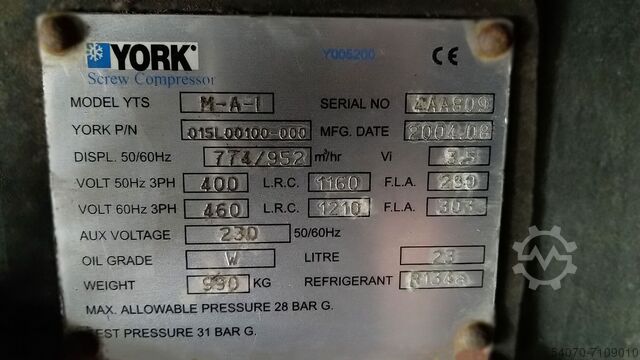 YORK Y005200 CE
Screw Compressor
MODEL YTS M-A-1 SERIAL NO 4AA809
YORK P/N 015L00100-000 MFG. DATE 2004.08
DISPL. 50/60Hz 774/952 m³/hr Vi 3.5
VOLT 50Hz 3PH 400 L.R.C. 1160 F.L.A. 290
VOLT 60Hz 3PH 460 L.R.C. 1210 F.L.A.
AUX VOLTAGE 230 50/60Hz
OIL GRADE W LITRE 23
WEIGHT 990 KG REFRIGERANT R134a
MAX. ALLOWABLE PRESSURE 28 BAR G.
TEST PRESSURE 31 BAR G.
54070-7109010